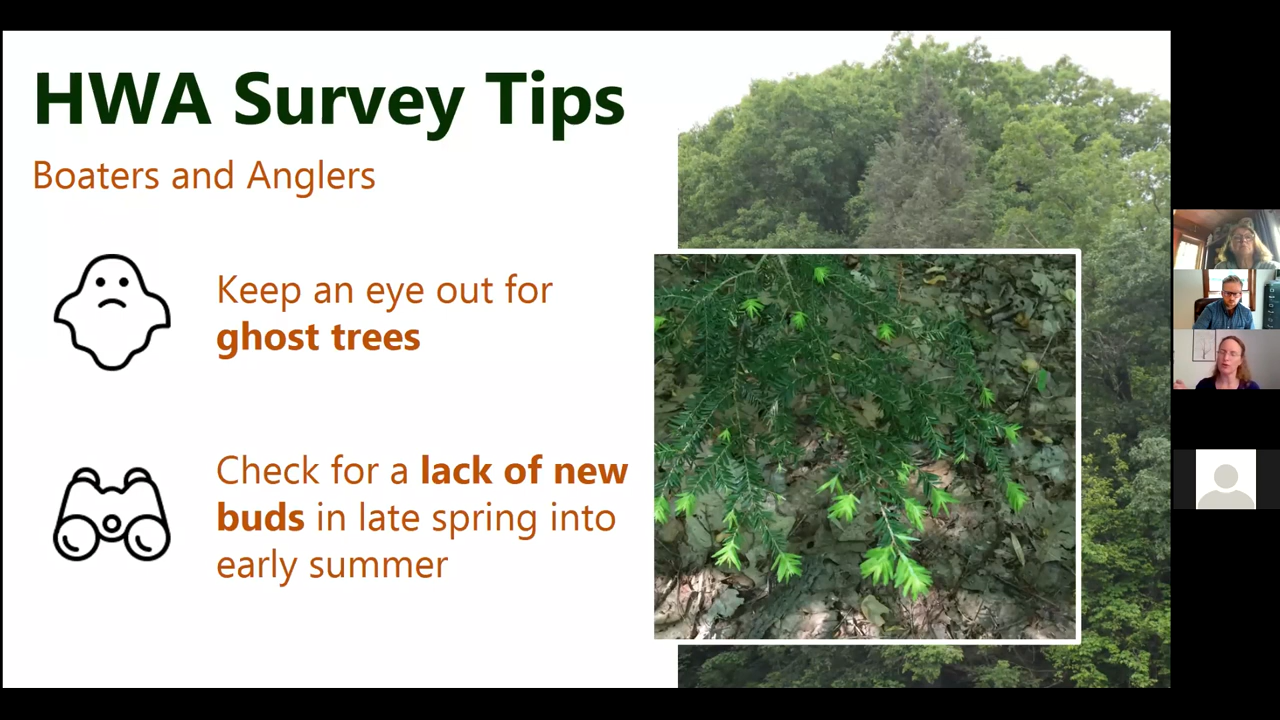 HWA Survey Tips
Boaters and Anglers
Keep an eye out for
ghost trees
Check for a lack of new
buds in late spring into
early summer